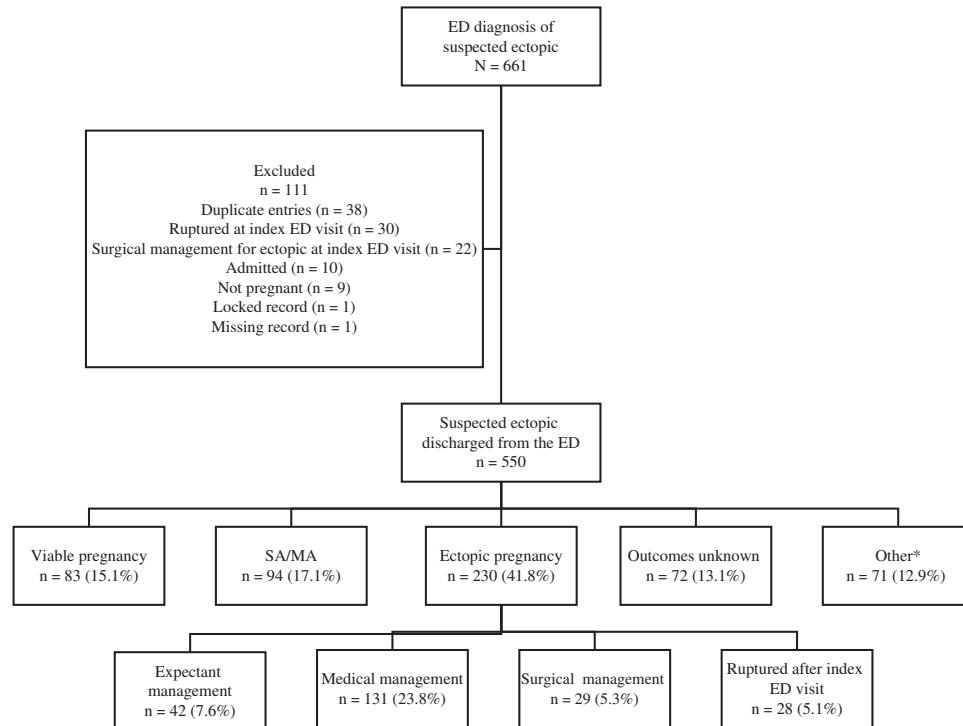 ED diagnosis of
suspected ectopic
N = 661
Excluded
n = 111
Duplicate entries (n = 38)
Ruptured at index ED visit (n = 30)
Surgical management for ectopic at index ED visit (n = 22)
Admitted (n = 10)
Not pregnant (n = 9)
Locked record (n = 1)
Missing record (n = 1)
Suspected ectopic
discharged from the ED
n = 550
Viable pregnancy
n = 83 (15.1%)
SA/MA
n = 94 (17.1%)
Ectopic pregnancy
n = 230 (41.8%)
Outcomes unknown
n = 72 (13.1%)
Other*
n = 71 (12.9%)
Expectant
management
n = 42 (7.6%)
Medical management
n = 131 (23.8%)
Surgical management
n = 29 (5.3%)
Ruptured after index
ED visit
n = 28 (5.1%)